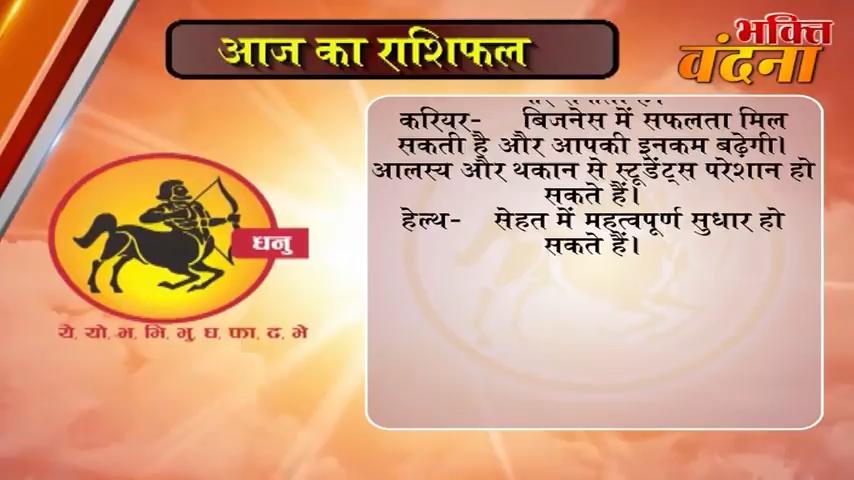 आज का राशिफल
भक्ति
वंदना
करियर- बिजनेस में सफलता मिल
सकती है और आपकी इनकम बढ़ेगी।
आलस्य और थकान से स्टूडेंट्स परेशान हो
सकते हैं।
हेल्थ- सेहत में महत्वपूर्ण सुधार हो
सकते हैं।
धनु
ये, यो, भ, भि, भु, ध, फा, ढ, भे